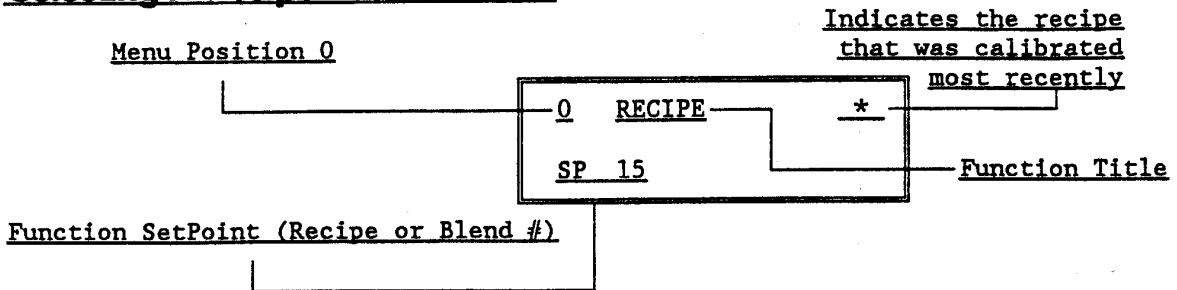 Indicates the recipe
that was calibrated
most recently
Menu Position 0
0 RECIPE *
SP 15
Function Title
Function SetPoint (Recipe or Blend #)